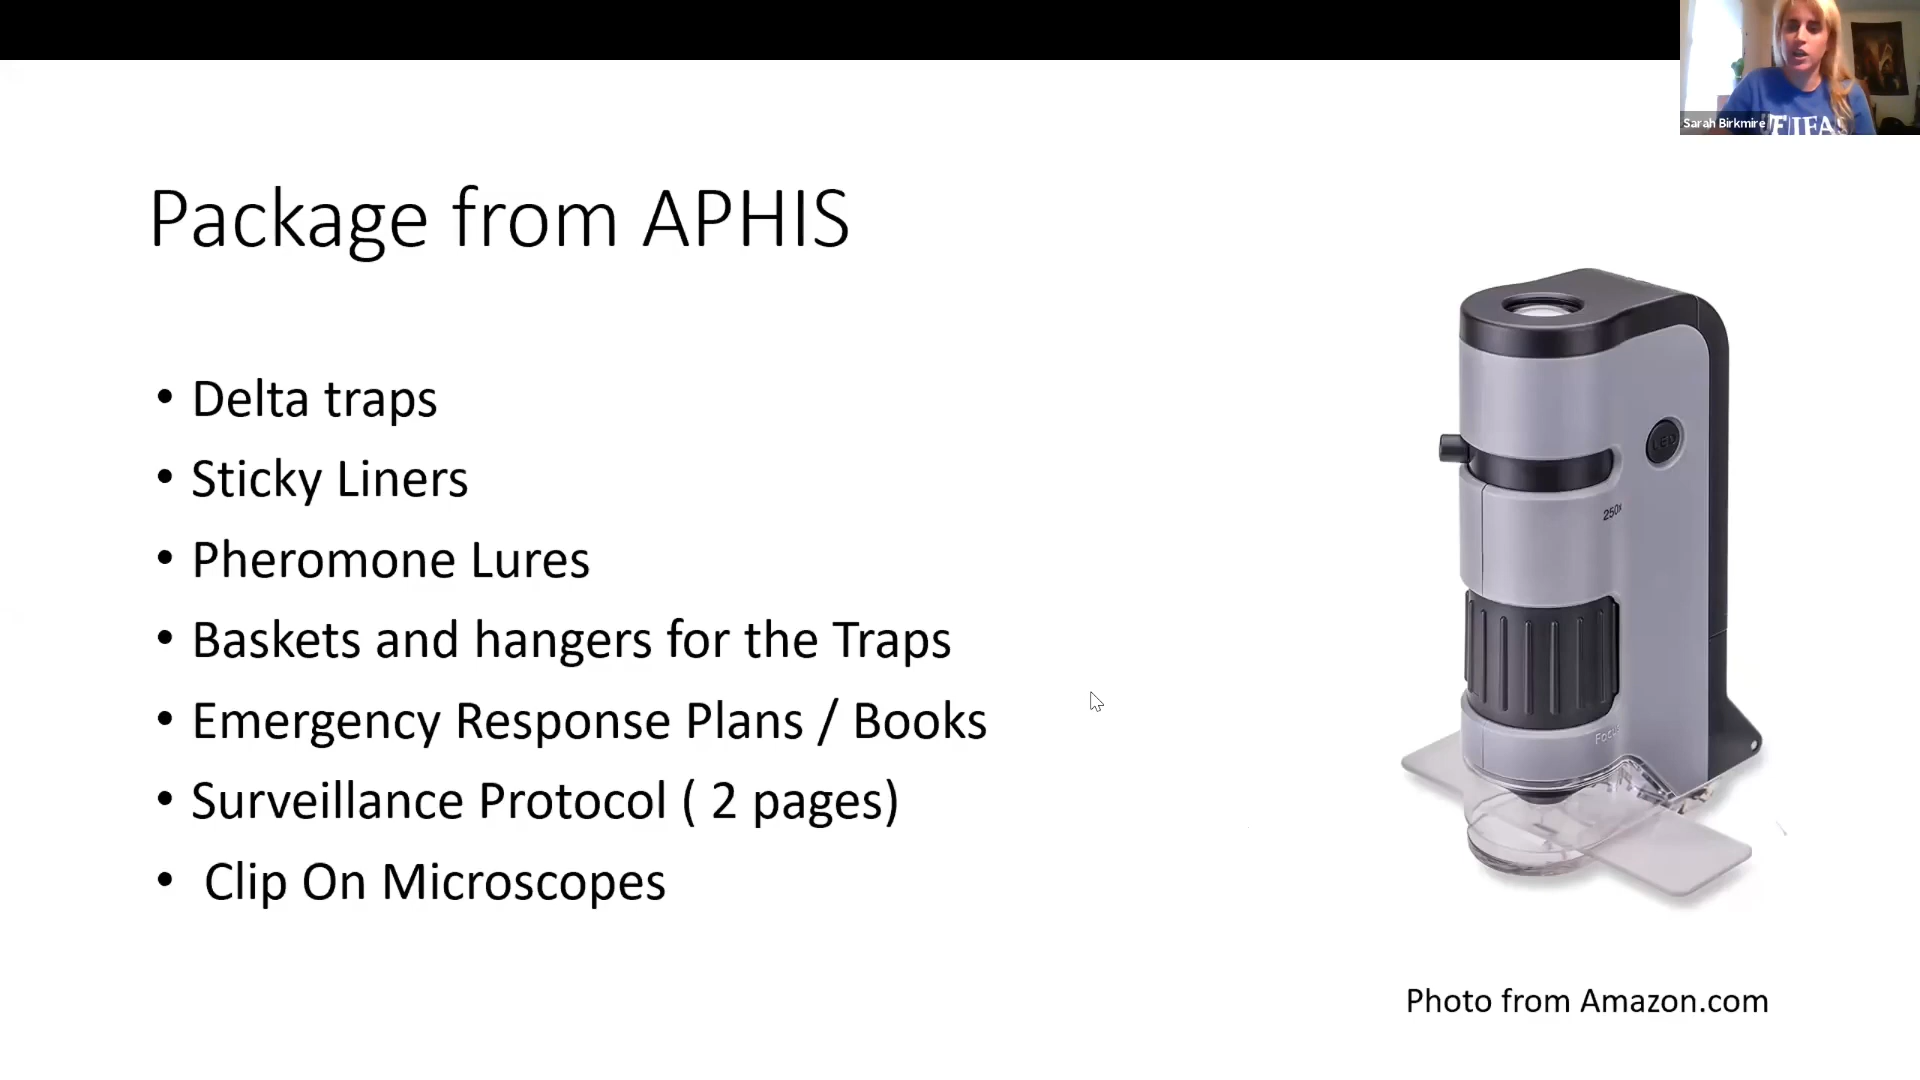 Sarah Birkmire
Package from APHIS
• Delta traps
• Sticky Liners
• Pheromone Lures
• Baskets and hangers for the Traps
• Emergency Response Plans / Books
• Surveillance Protocol ( 2 pages)
• Clip On Microscopes
LED
250x
Photo from Amazon.com